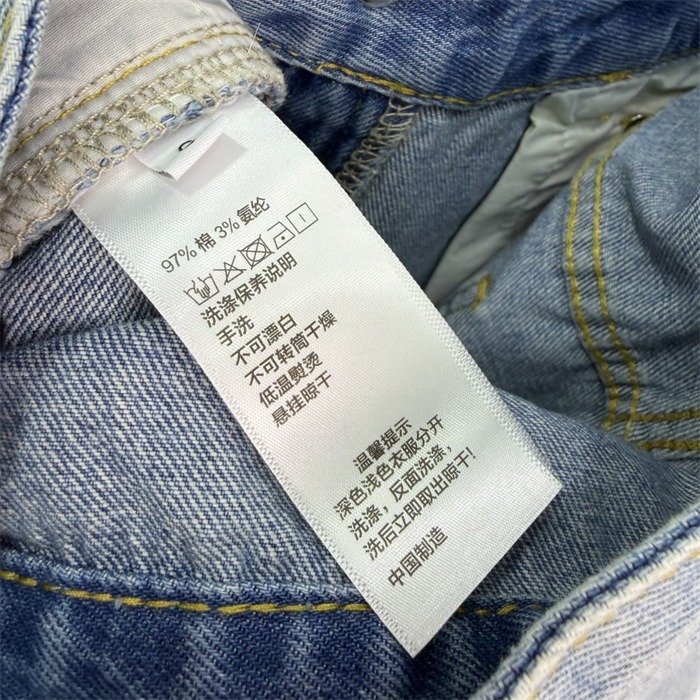 97% 棉 3% 氨纶
洗涤保养说明
手洗
不可漂白
不可转筒干燥
低温熨烫
悬挂晾干
温馨提示
深色浅色衣服分开
洗涤，反面洗涤，
洗后立即取出晾干!
中国制造